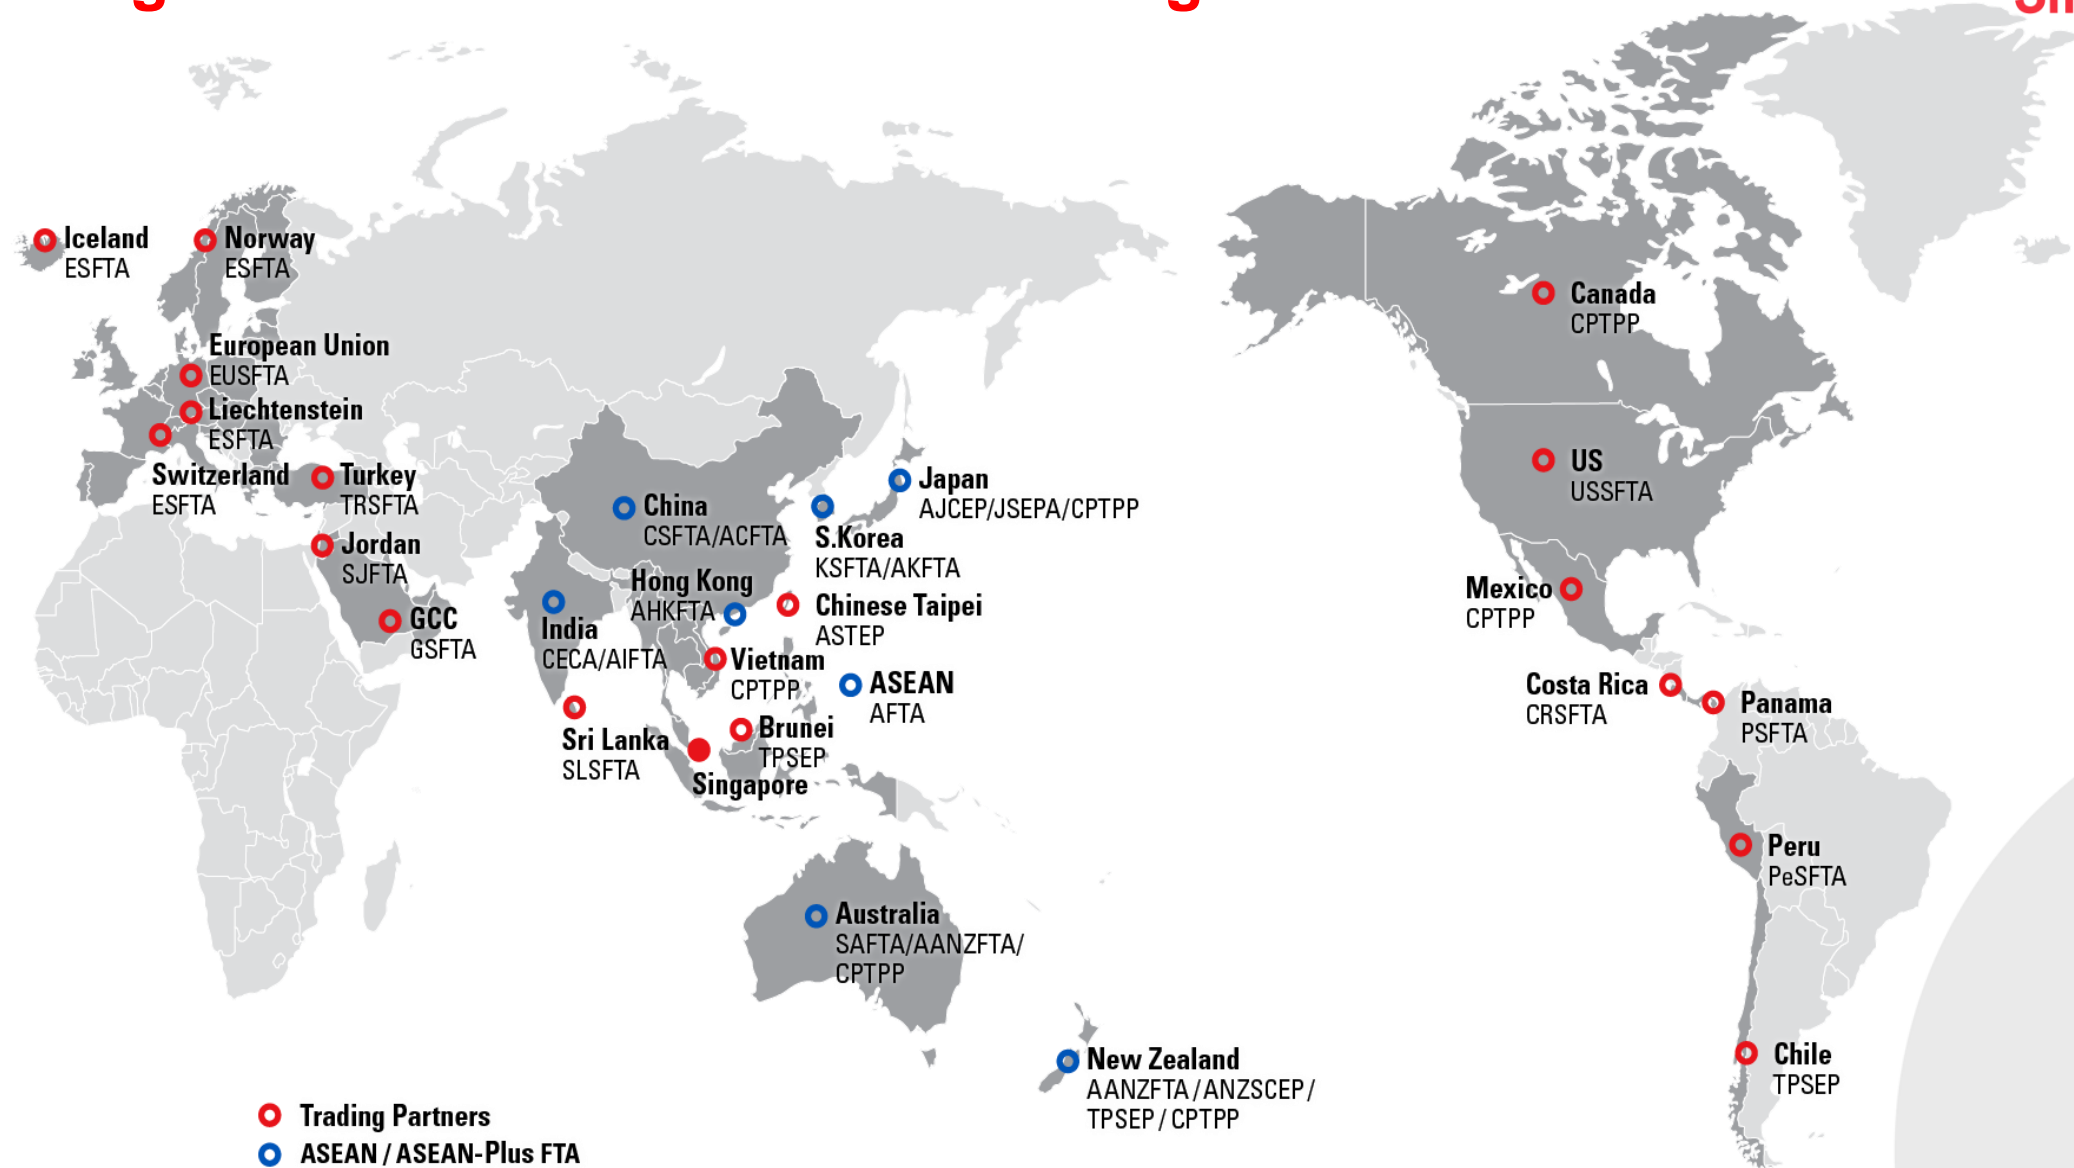 Iceland
ESFTA
Norway
ESFTA
European Union
EUSFTA
Liechtenstein
ESFTA
Switzerland
ESFTA
Turkey
TRSFTA
Jordan
SJFTA
GCC
GSFTA
China
CSFTA/ACFTA
Japan
AJCEP/JSEPA/CPTPP
S.Korea
KSFTA/AKFTA
Hong Kong
AHKFTA
Chinese Taipei
ASTEP
India
CECA/AIFTA
Vietnam
CPTPP
ASEAN
AFTA
Sri Lanka
SLSFTA
Brunei
TPSEP
Singapore
Australia
SAFTA/AANZFTA/
CPTPP
New Zealand
AANZFTA/ANZSCEP/
TPSEP/CPTPP
Canada
CPTPP
US
USSFTA
Mexico
CPTPP
Costa Rica
CRSFTA
Panama
PSFTA
Peru
PeSFTA
Chile
TPSEP
Trading Partners
ASEAN / ASEAN-Plus FTA